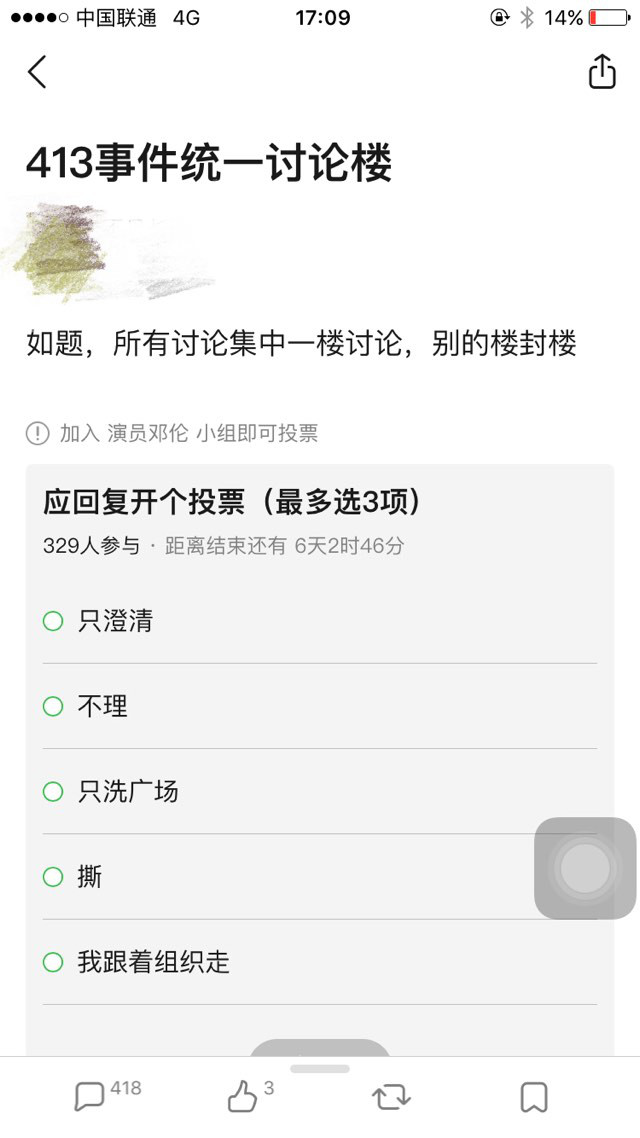 中国联通 4G 17:09 14%
413事件统一讨论楼
如题，所有讨论集中一楼讨论，别的楼封楼
加入 演员邓伦 小组即可投票
应回复开个投票（最多选3项）
329人参与 · 距离结束还有 6天2时46分
只澄清
不理
只洗广场
撕
我跟着组织走
418 3